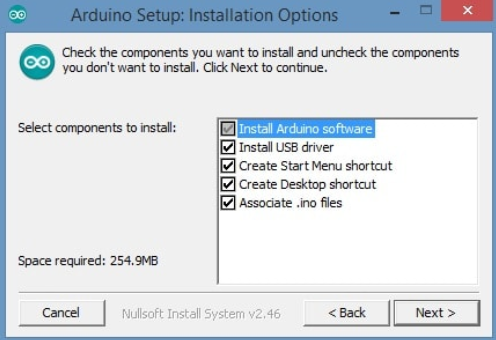 Arduino Setup: Installation Options
Check the components you want to install and uncheck the components
you don't want to install. Click Next to continue.
Select components to install:
Install Arduino software
Install USB driver
Create Start Menu shortcut
Create Desktop shortcut
Associate .ino files
Space required: 254.9MB
Cancel
Nullsoft Install System v2.46
< Back
Next >